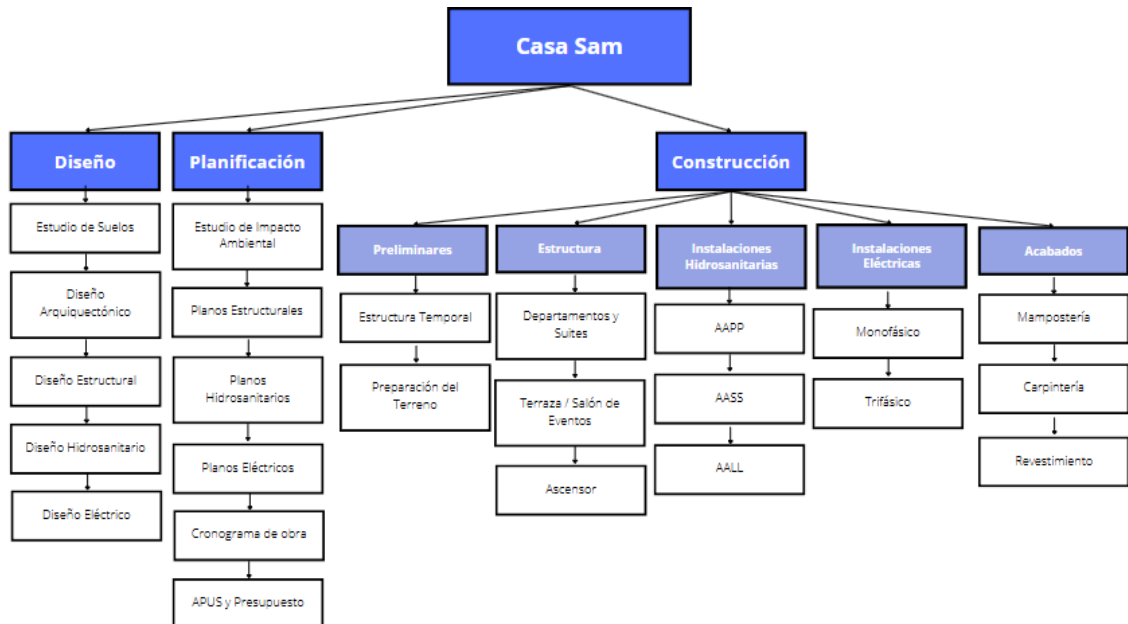 Casa Sam
Diseño
Estudio de Suelos
Diseño
Arquiquectónico
Diseño Estructural
Diseño Hidrosanitario
Diseño Eléctrico
Planificación
Estudio de Impacto
Ambiental
Planos Estructurales
Planos
Hidrosanitarios
Planos Eléctricos
Cronograma de obra
APUS y Presupuesto
Construcción
Preliminares
Estructura Temporal
Preparación del
Terreno
Estructura
Departamentos y
Suites
Terraza / Salón de
Eventos
Ascensor
Instalaciones
Hidrosanitarias
AAPP
AASS
AALL
Instalaciones
Eléctricas
Monofásico
Trifásico
Acabados
Mampostería
Carpintería
Revestimiento